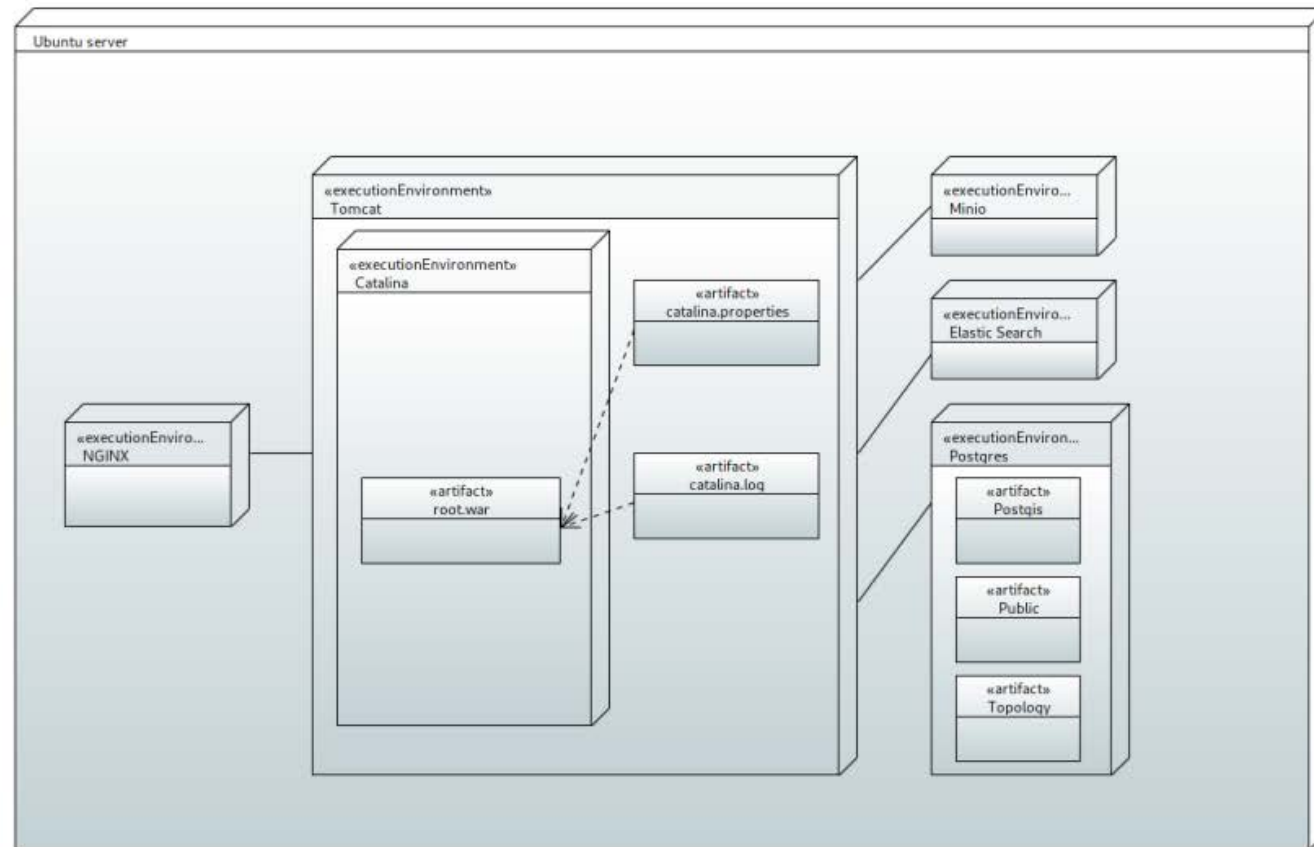 Ubuntu server
«executionEnvironment»
Tomcat
«executionEnvironment»
Catalina
«artifact»
catalina.properties
«artifact»
catalina.log
«artifact»
root.war
«executionEnviro...
NGINX
«executionEnviro...
Minio
«executionEnviro...
Elastic Search
«executionEnviron...
Postgres
«artifact»
Postgis
«artifact»
Public
«artifact»
Topology